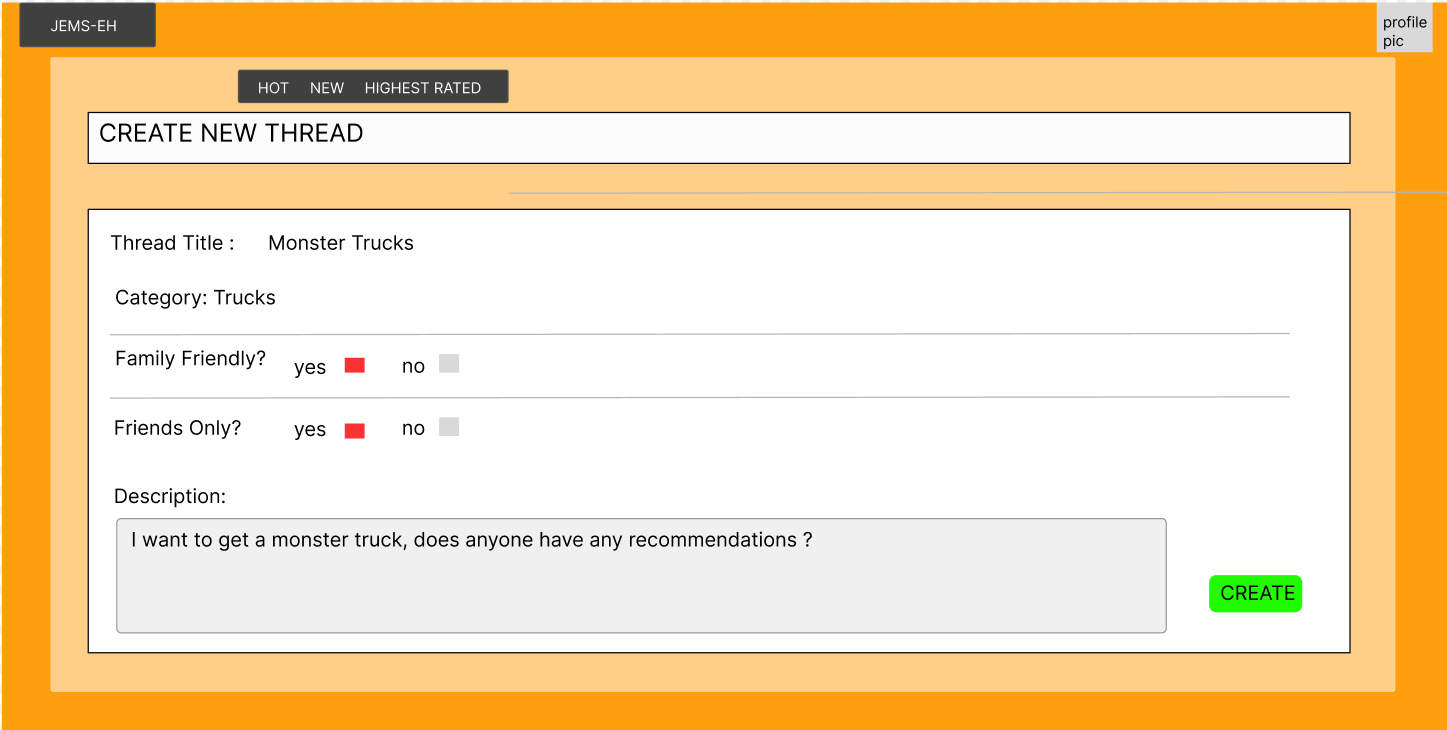 JEMS-EH
profile
pic
HOT NEW HIGHEST RATED
CREATE NEW THREAD
Thread Title : Monster Trucks
Category: Trucks
Family Friendly? yes no
Friends Only? yes no
Description:
I want to get a monster truck, does anyone have any recommendations ?
CREATE